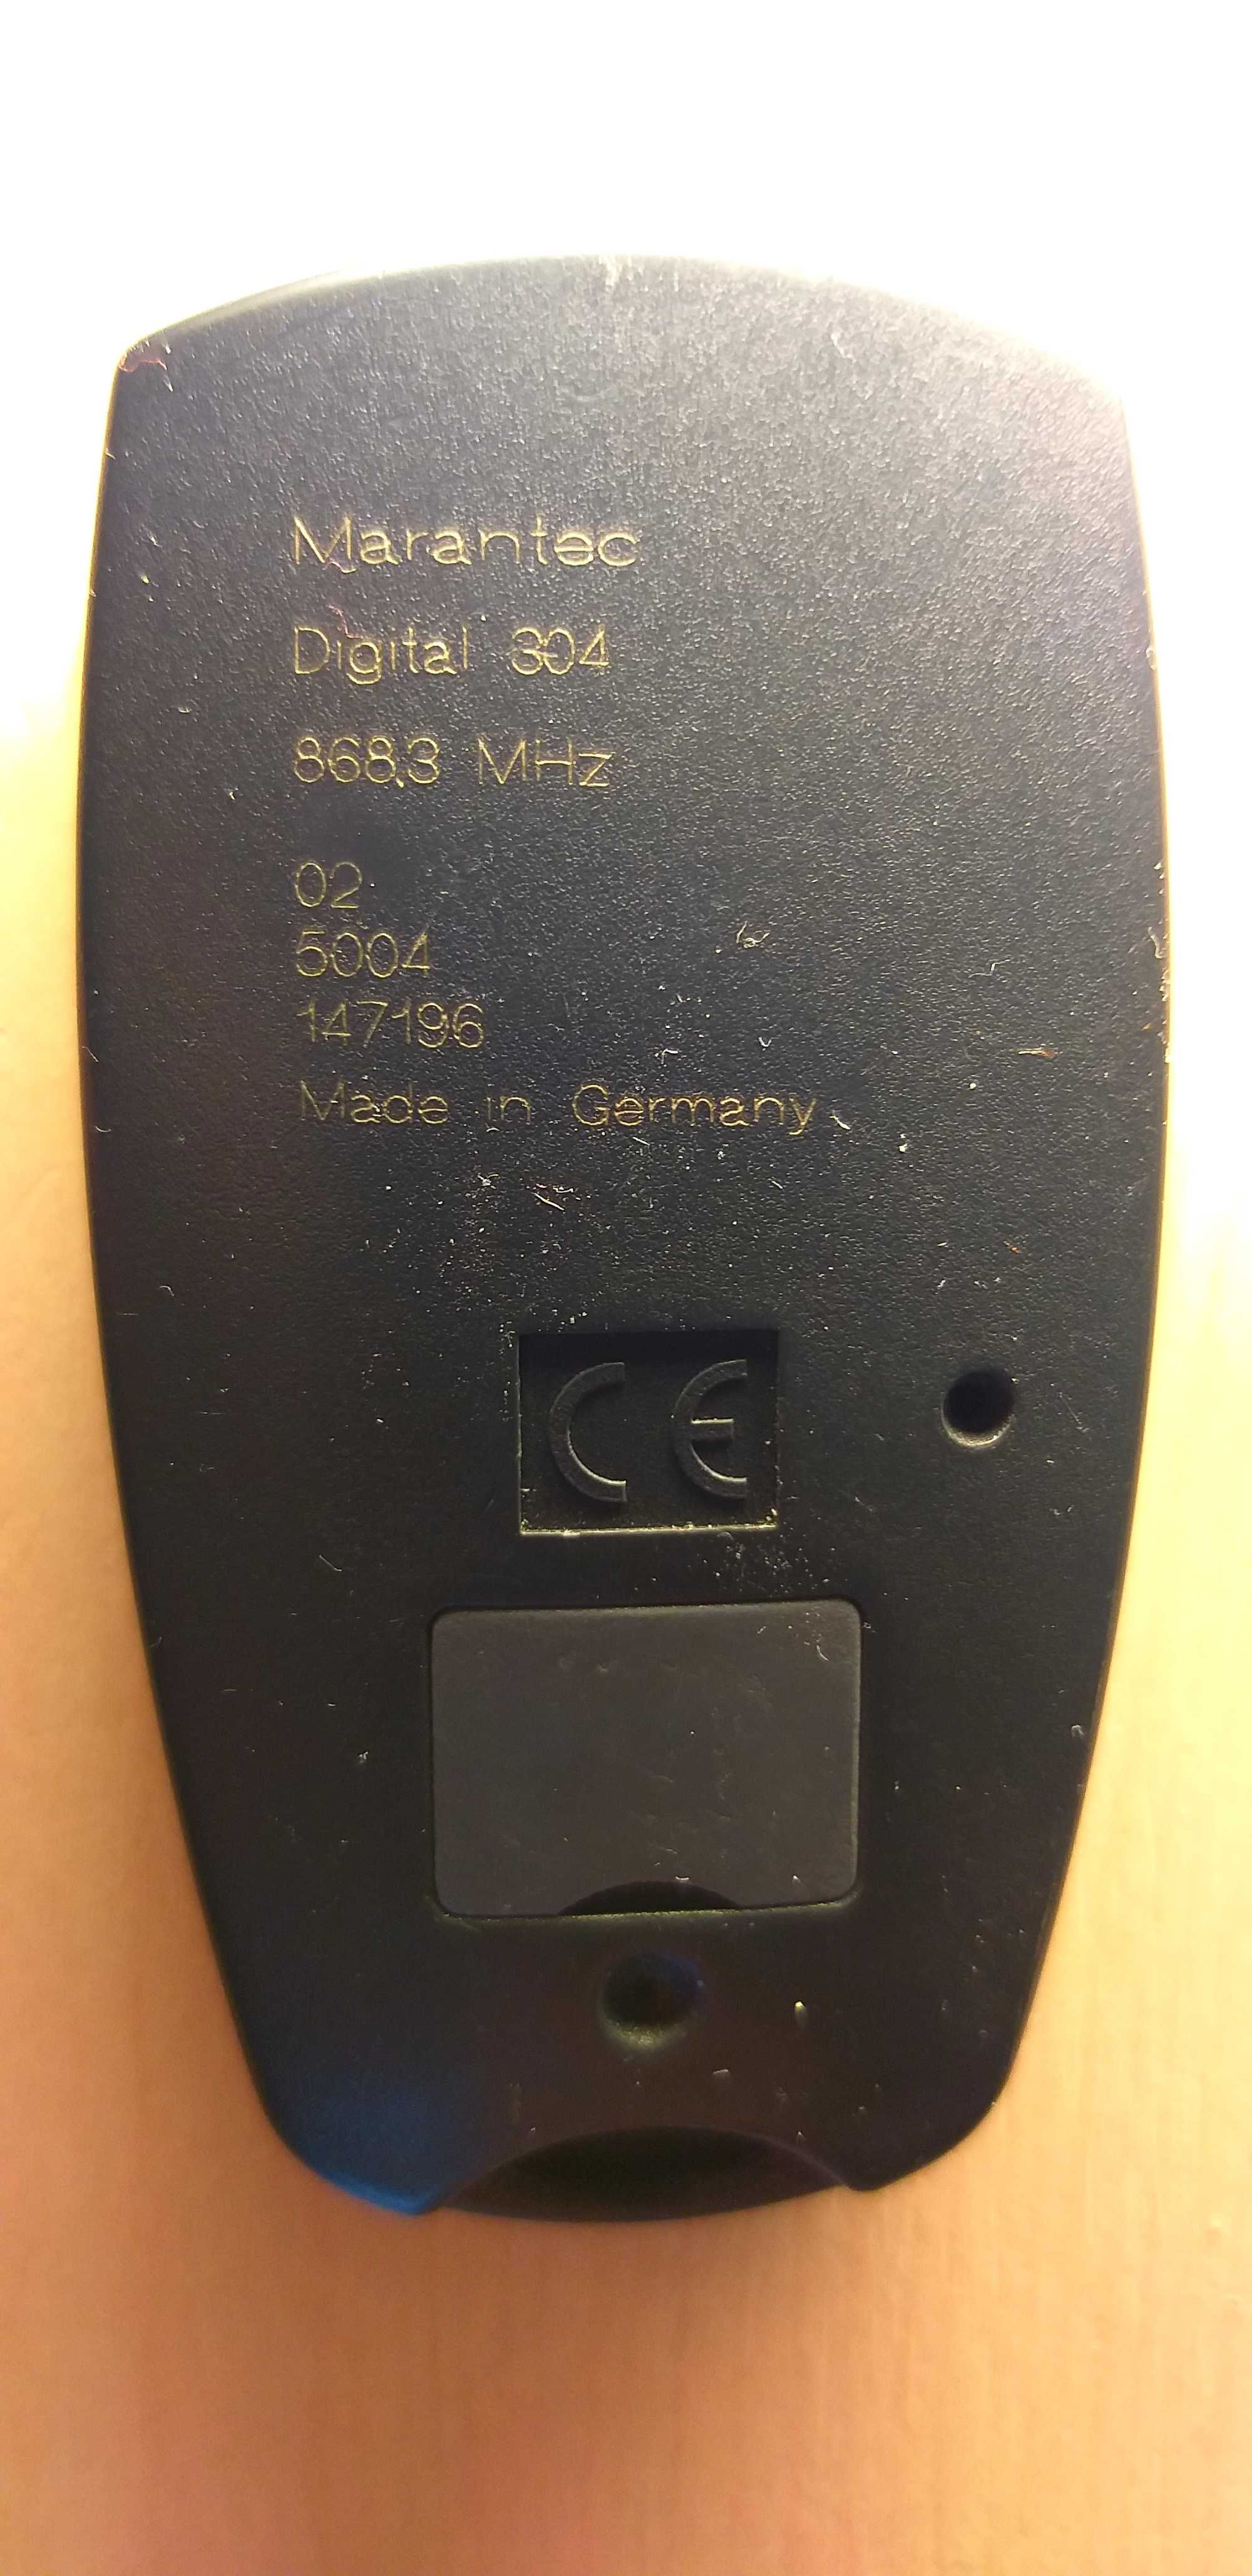 Marantec
Digital 304
868,3 MHz
02
5004
147196
Made in Germany
CE